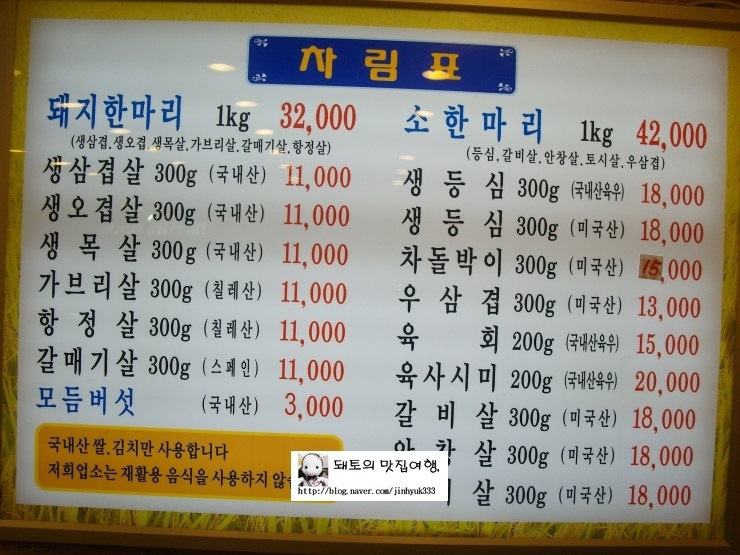 차림표
돼지한마리 1kg 32,000
(생삼겹.생오겹.생목살.가브리살.갈매기살.항정살)
생삼겹살 300g (국내산) 11,000
생오겹살 300g (국내산) 11,000
생목살 300g (국내산) 11,000
가브리살 300g (칠레산) 11,000
항정살 300g (칠레산) 11,000
갈매기살 300g (스페인) 11,000
모듬버섯 (국내산) 3,000
국내산 쌀.김치만 사용합니다
저희업소는 재활용 음식을 사용하지 않
소한마리 1kg 42,000
(등심.갈비살.안창살.토시살.우삼겹)
생등심 300g (국내산육우) 18,000
생등심 300g (미국산) 18,000
차돌박이 300g (미국산) 15,000
우삼겹 300g (미국산) 13,000
육회 200g (국내산육우) 15,000
육사시미 200g (국내산육우) 20,000
갈비살 300g (미국산) 18,000
안창살 300g (미국산) 18,000
살 300g (미국산) 18,000
돼토의 맛집여행.
http://blog.naver.com/jinhyuk333